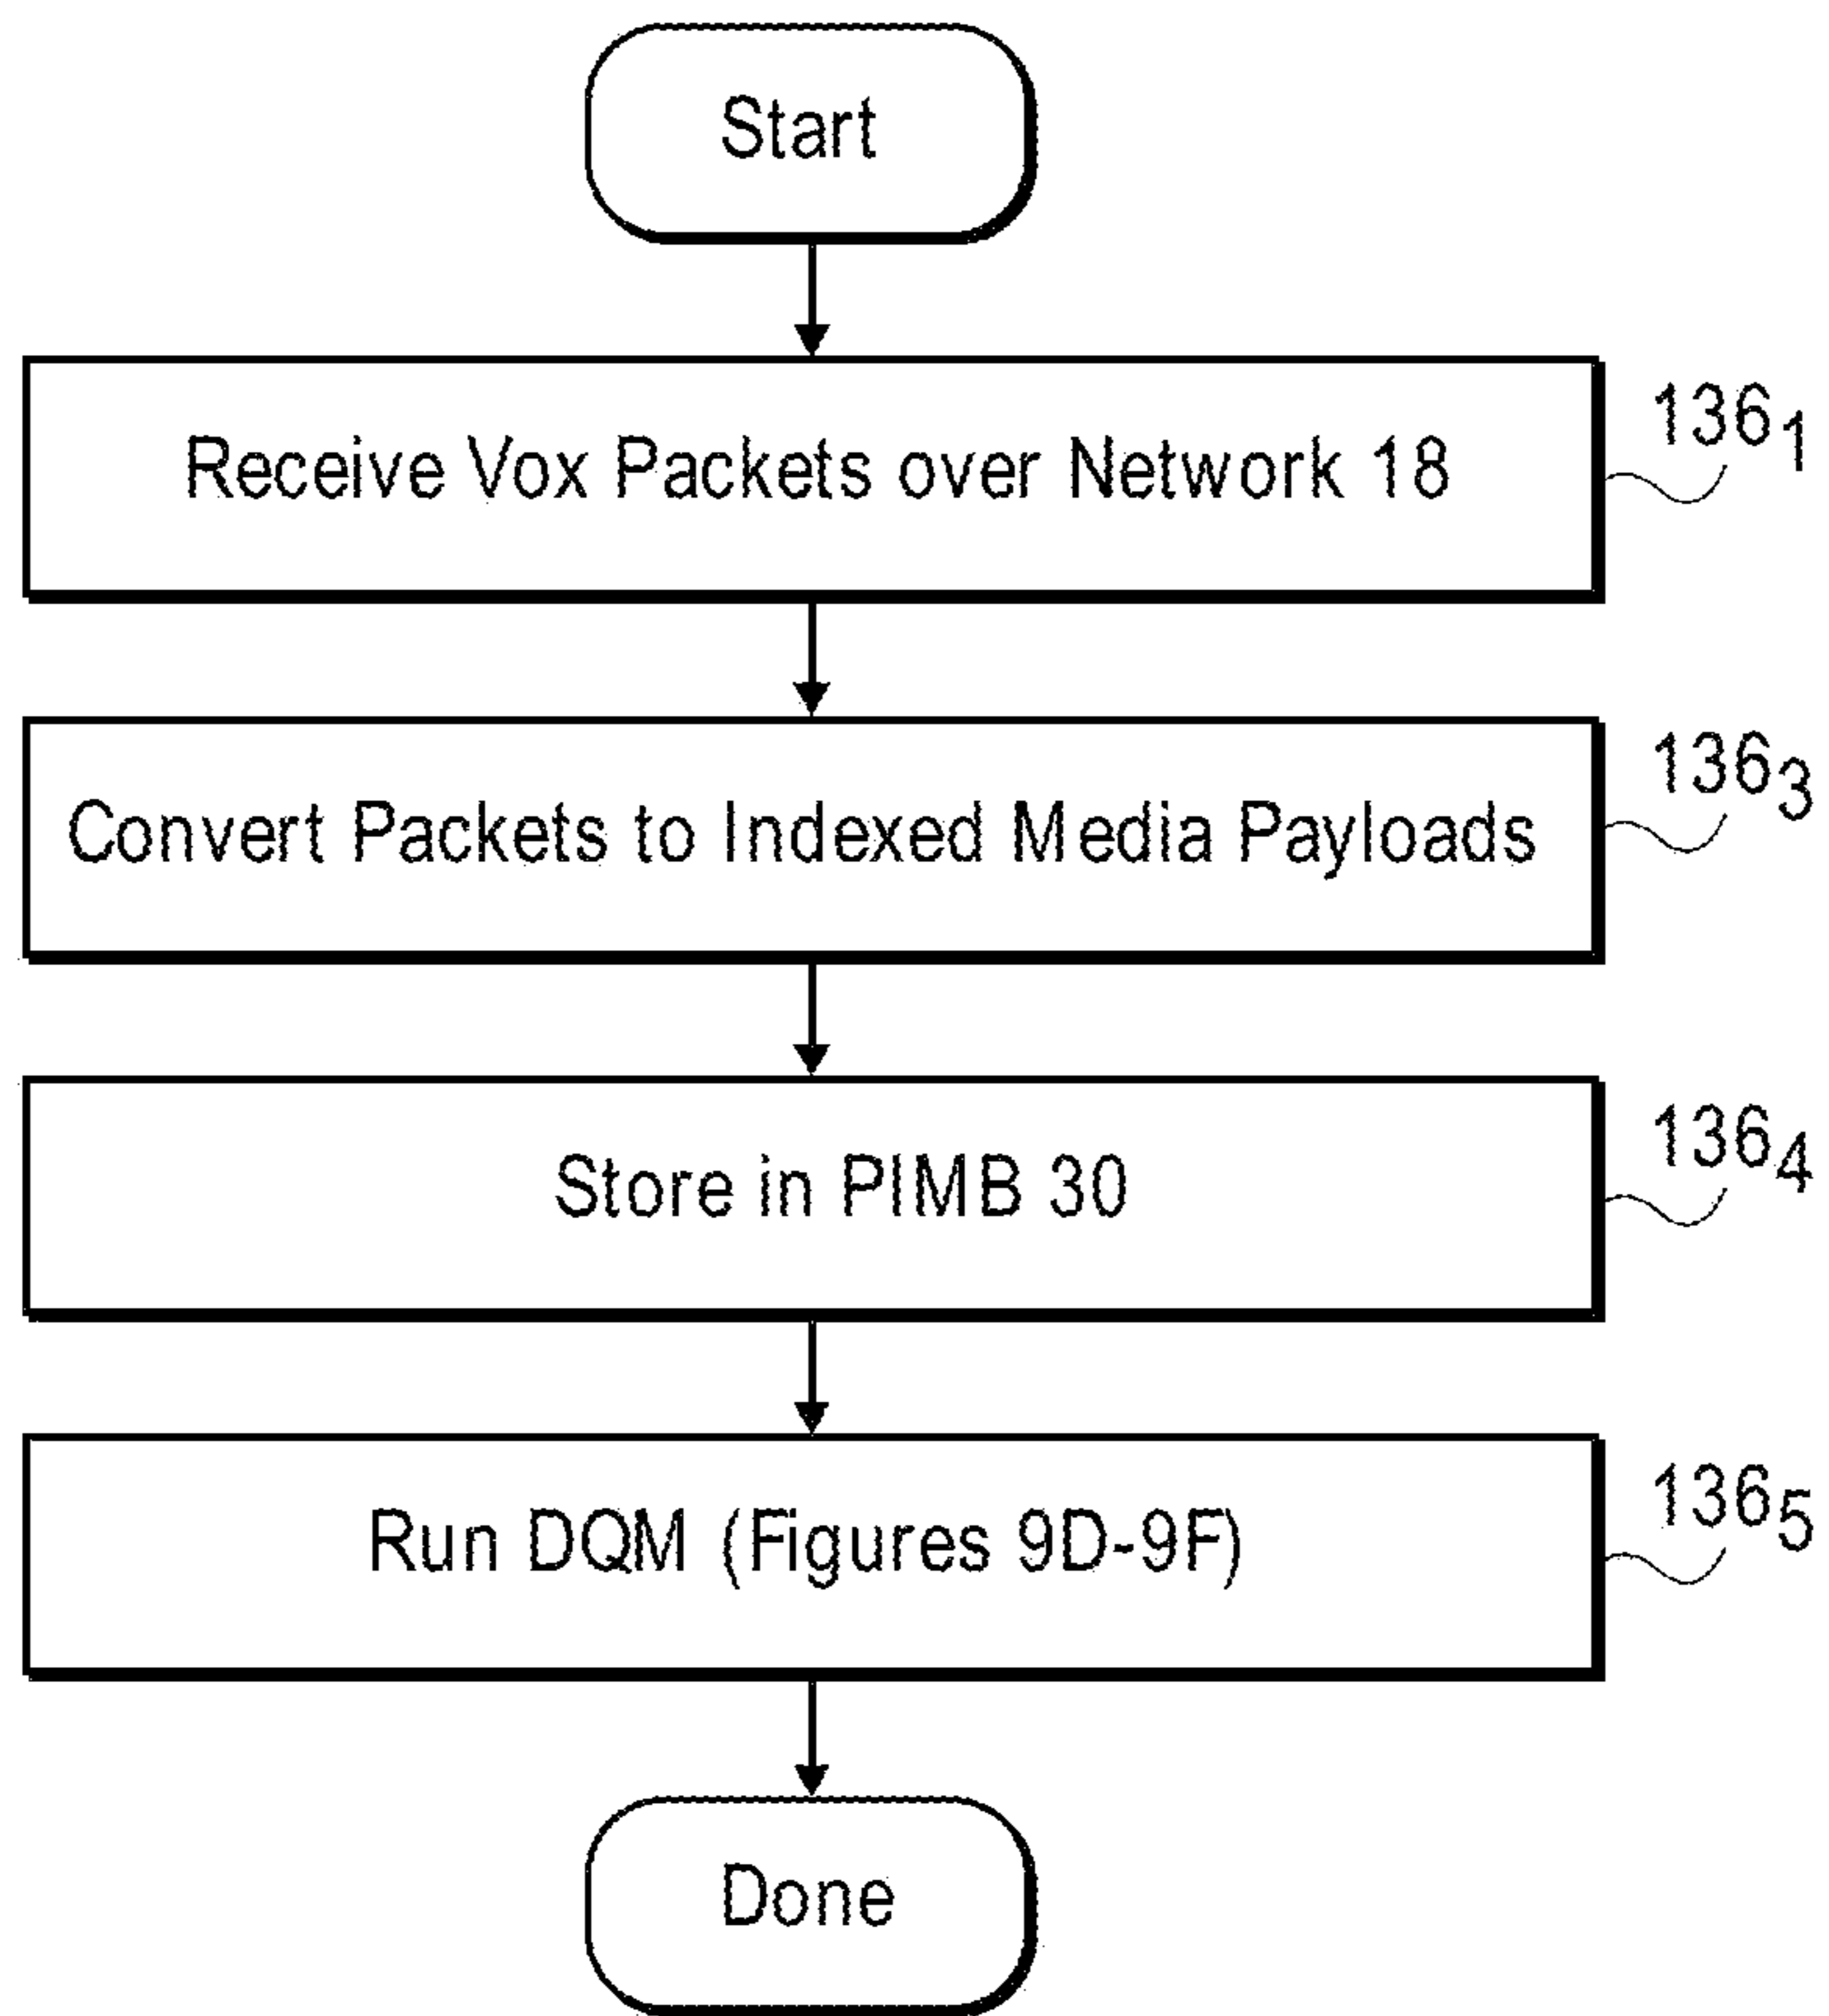 Start
Receive Vox Packets over Network 18
136₁
Convert Packets to Indexed Media Payloads
136₃
Store in PIMB 30
136₄
Run DQM (Figures 9D-9F)
136₅
Done